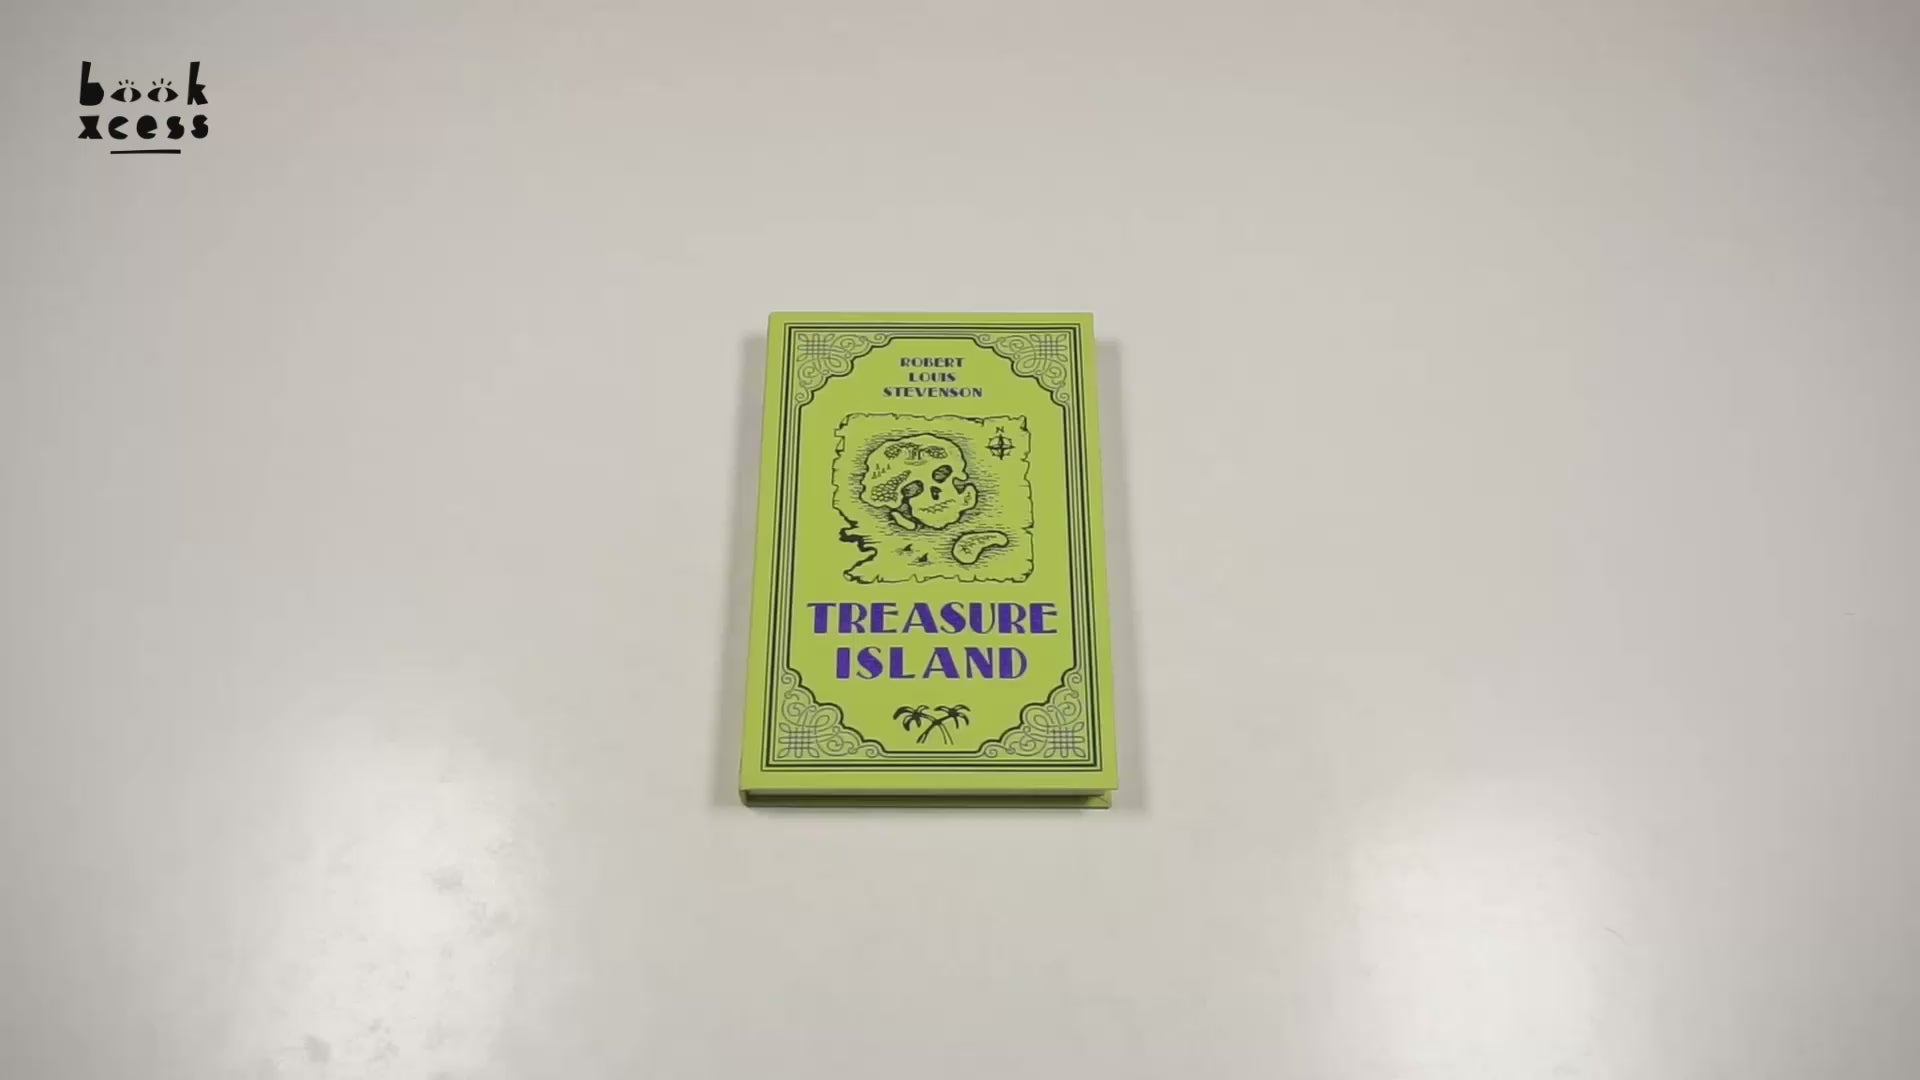 book
xcess
ROBERT
LOUIS
STEVENSON
N
TREASURE
ISLAND